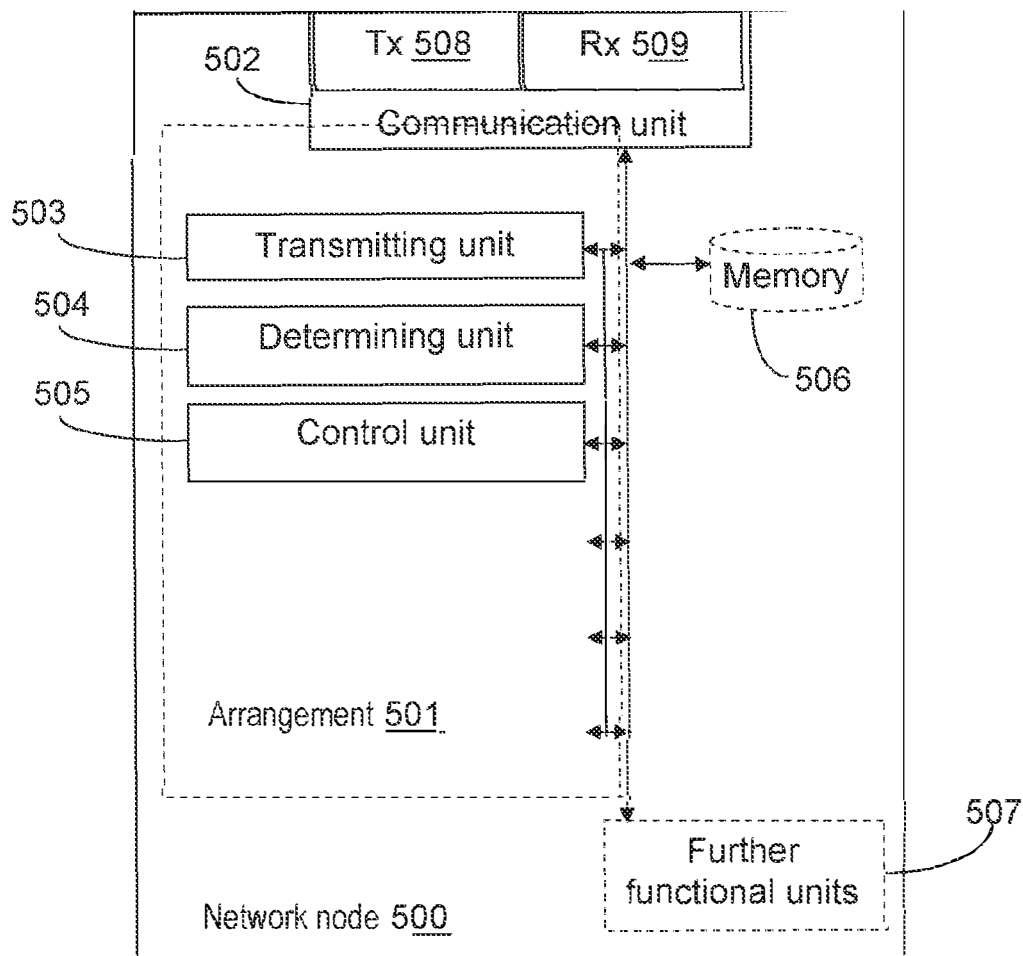 Tx 508
Rx 509
502
Communication unit
503
Transmitting unit
Memory
504
Determining unit
506
505
Control unit
Arrangement 501
507
Further
functional units
Network node 500